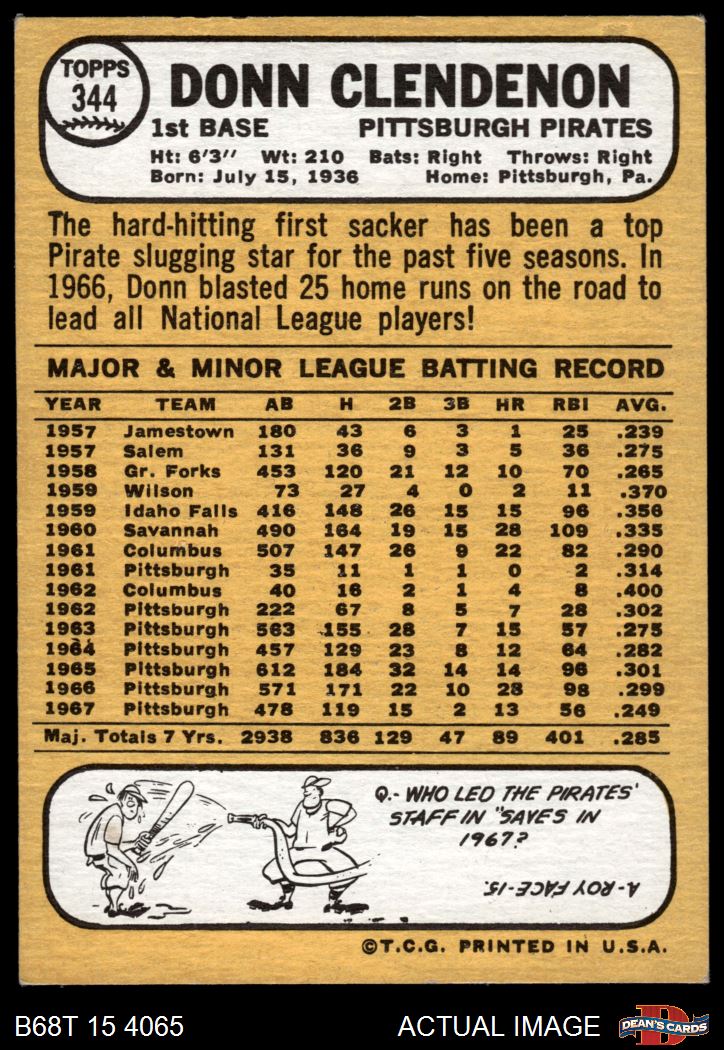 TOPPS
344
DONN CLENDENON
1st BASE PITTSBURGH PIRATES
Ht: 6'3" Wt: 210 Bats: Right Throws: Right
Born: July 15, 1936 Home: Pittsburgh, Pa.
The hard-hitting first sacker has been a top
Pirate slugging star for the past five seasons. In
1966, Donn blasted 25 home runs on the road to
lead all National League players!
MAJOR & MINOR LEAGUE BATTING RECORD
YEAR TEAM AB H 2B 3B HR RBI AVG.
1957 Jamestown 180 43 6 3 1 25 .239
1957 Salem 131 36 9 3 5 36 .275
1958 Gr. Forks 453 120 21 12 10 70 .265
1959 Wilson 73 27 4 0 2 11 .370
1959 Idaho Falls 416 148 26 15 15 96 .356
1960 Savannah 490 164 19 15 28 109 .335
1961 Columbus 507 147 26 9 22 82 .290
1961 Pittsburgh 35 11 1 1 0 2 .314
1962 Columbus 40 16 2 1 4 8 .400
1962 Pittsburgh 222 67 8 5 7 28 .302
1963 Pittsburgh 563 155 28 7 15 57 .275
1964 Pittsburgh 457 129 23 8 12 64 .282
1965 Pittsburgh 612 184 32 14 14 96 .301
1966 Pittsburgh 571 171 22 10 28 98 .299
1967 Pittsburgh 478 119 15 2 13 56 .249
Maj. Totals 7 Yrs. 2938 836 129 47 89 401 .285
Q.- WHO LED THE PIRATES'
STAFF IN "SAVES IN
1967?
A- ROY FACE-15.
©T.C.G. PRINTED IN U.S.A.
B68T 15 4065 ACTUAL IMAGE
D
DEAN'S CARDS